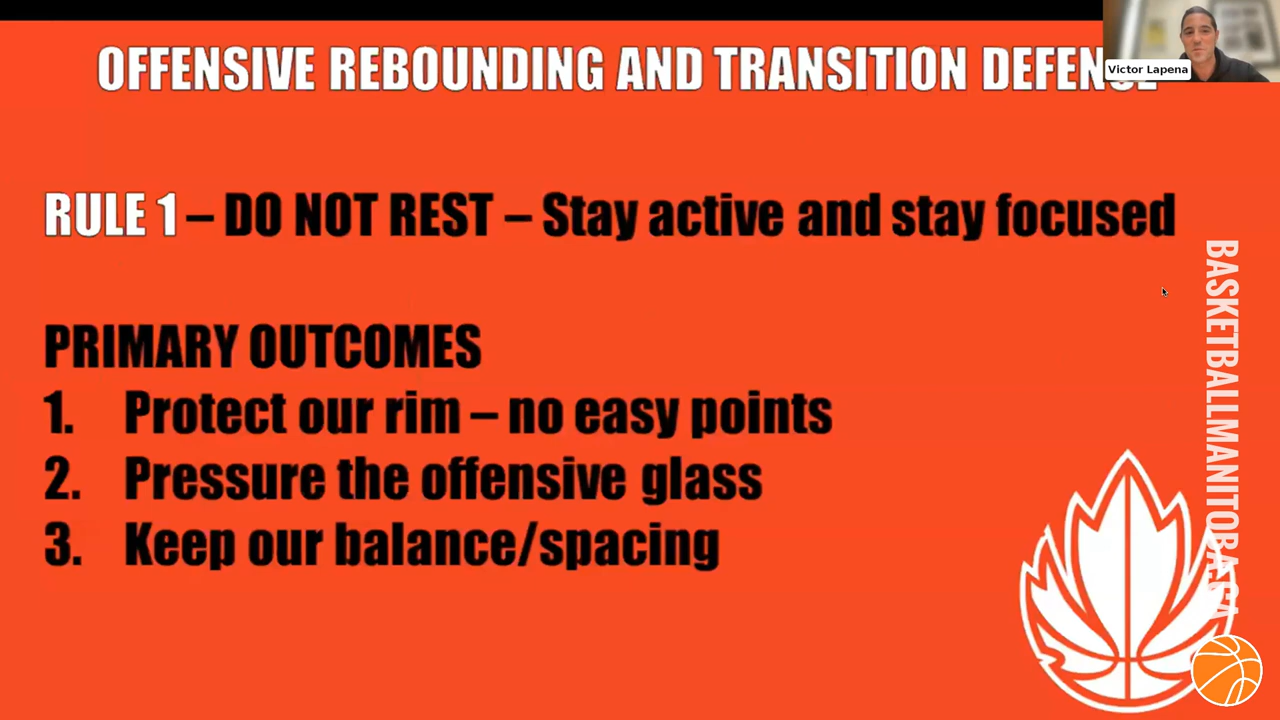 OFFENSIVE REBOUNDING AND TRANSITION
Victor Lapena
RULE 1 – DO NOT REST – Stay active and stay focused
PRIMARY OUTCOMES
1. Protect our rim – no easy points
2. Pressure the offensive glass
3. Keep our balance/spacing
BASKETBALLMANITOBA.CA